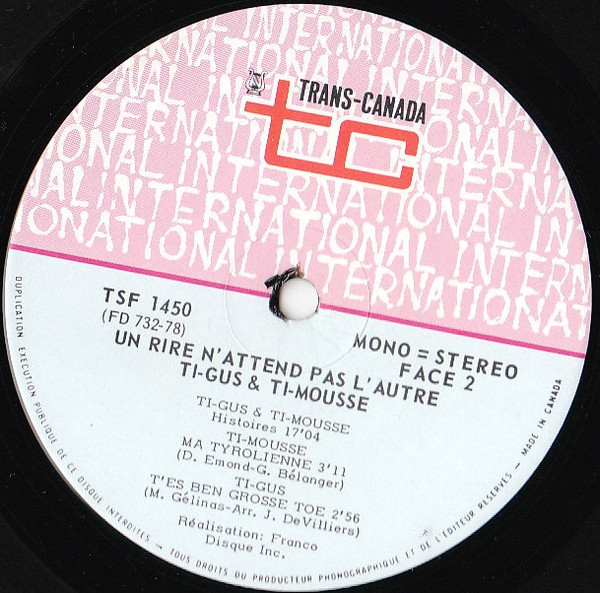 INTERNATIONAL INTERNATIONAL
TRANS-CANADA
tc
TSF 1450
(FD 732-78)
MONO = STEREO
FACE 2
UN RIRE N'ATTEND PAS L'AUTRE
TI-GUS & TI-MOUSSE
TI-GUS & TI-MOUSSE
Histoires 17'04
TI-MOUSSE
MA TYROLIENNE 3'11
(D. Emond-G. Bélanger)
TI-GUS
T'ES BEN GROSSE TOE 2'56
(M. Gélinas-Arr. J. DeVilliers)
Réalisation: Franco
Disque Inc.
DUPLICATION EXECUTION PUBLIQUE DE CE DISQUE INTERDITES — TOUS DROITS DU PRODUCTEUR PHONOGRAPHIQUE ET DE L'EDITEUR RESERVES — MADE IN CANADA